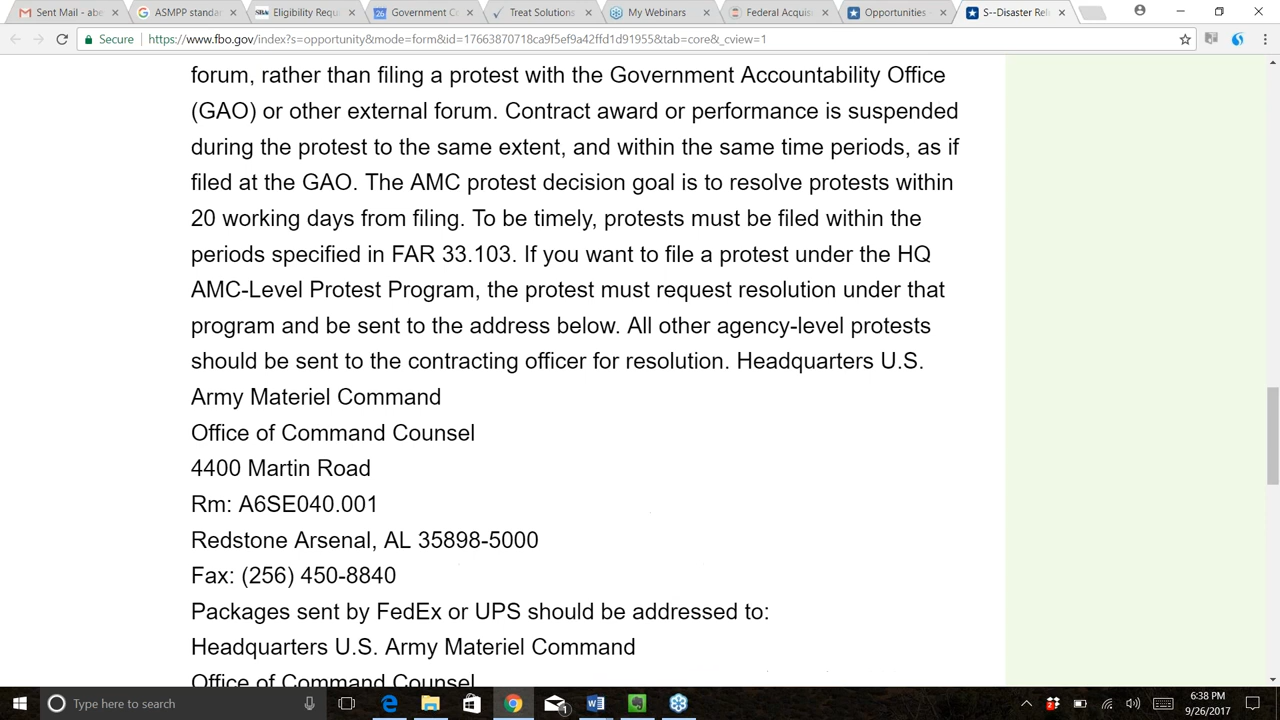 Sent Mail - abe
ASMPP standar
Eligibility Requ
Government C
Treat Solutions
My Webinars
Federal Acquis
Opportunities
S--Disaster Reli
Secure
https://www.fbo.gov/index?s=opportunity&mode=form&id=17663870718ca9f5ef9a42ffd1d91955&tab=core&_cview=1
forum, rather than filing a protest with the Government Accountability Office
(GAO) or other external forum. Contract award or performance is suspended
during the protest to the same extent, and within the same time periods, as if
filed at the GAO. The AMC protest decision goal is to resolve protests within
20 working days from filing. To be timely, protests must be filed within the
periods specified in FAR 33.103. If you want to file a protest under the HQ
AMC-Level Protest Program, the protest must request resolution under that
program and be sent to the address below. All other agency-level protests
should be sent to the contracting officer for resolution. Headquarters U.S.
Army Materiel Command
Office of Command Counsel
4400 Martin Road
Rm: A6SE040.001
Redstone Arsenal, AL 35898-5000
Fax: (256) 450-8840
Packages sent by FedEx or UPS should be addressed to:
Headquarters U.S. Army Materiel Command
Office of Command Counsel
Type here to search
6:38 PM
9/26/2017